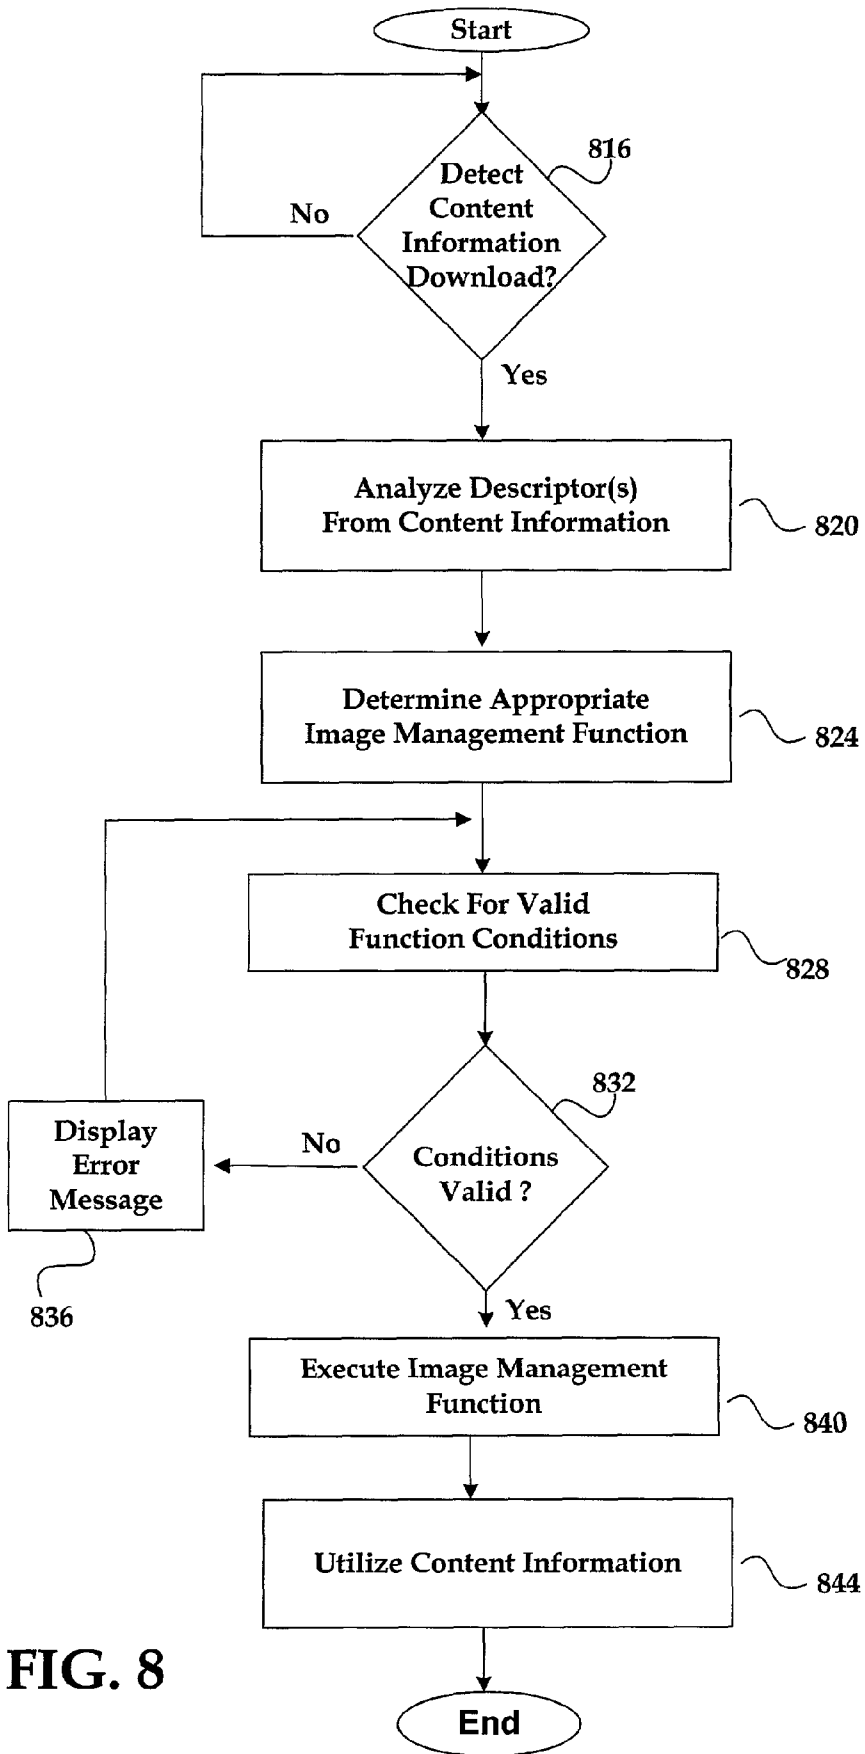 Start
816
Detect
Content
Information
Download?
No
Yes
Analyze Descriptor(s)
From Content Information
820
Determine Appropriate
Image Management Function
824
Check For Valid
Function Conditions
828
832
Conditions
Valid ?
No
Display
Error
Message
836
Yes
Execute Image Management
Function
840
Utilize Content Information
844
FIG. 8
End